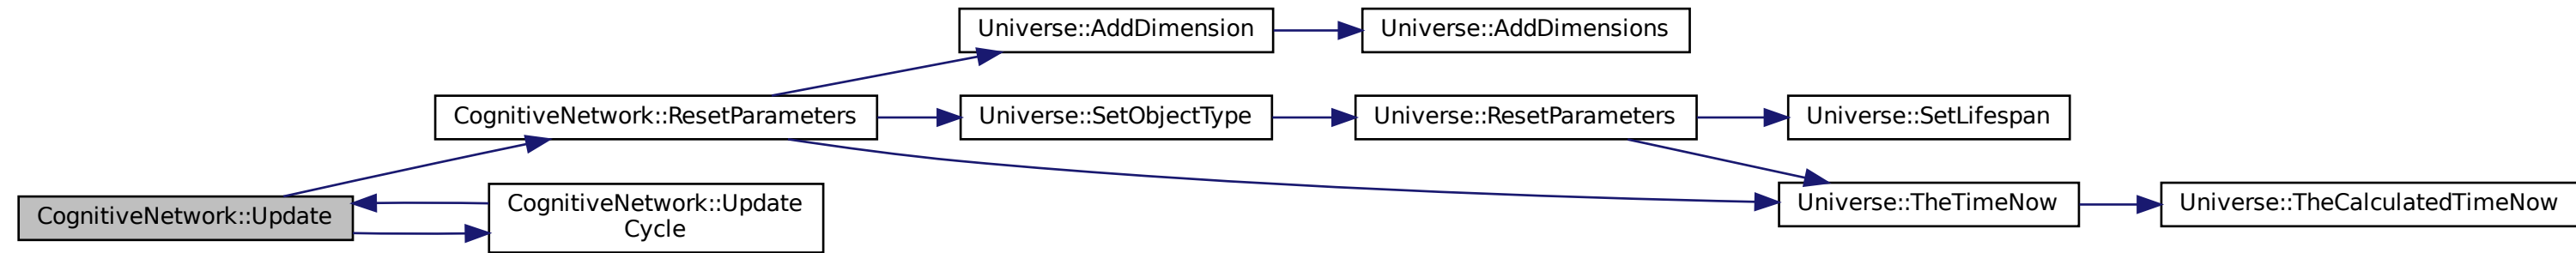 Universe::AddDimension
Universe::AddDimensions
CognitiveNetwork::ResetParameters
Universe::SetObjectType
Universe::ResetParameters
Universe::SetLifespan
CognitiveNetwork::Update
CognitiveNetwork::Update
Cycle
Universe::TheTimeNow
Universe::TheCalculatedTimeNow